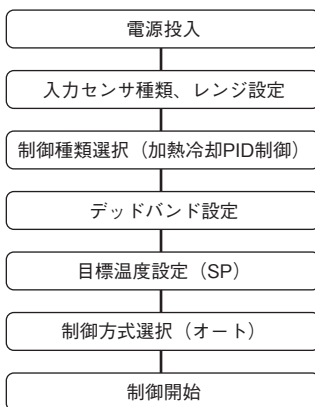 電源投入
入力センサ種類、レンジ設定
制御種類選択（加熱冷却PID制御）
デッドバンド設定
目標温度設定（SP）
制御方式選択（オート）
制御開始